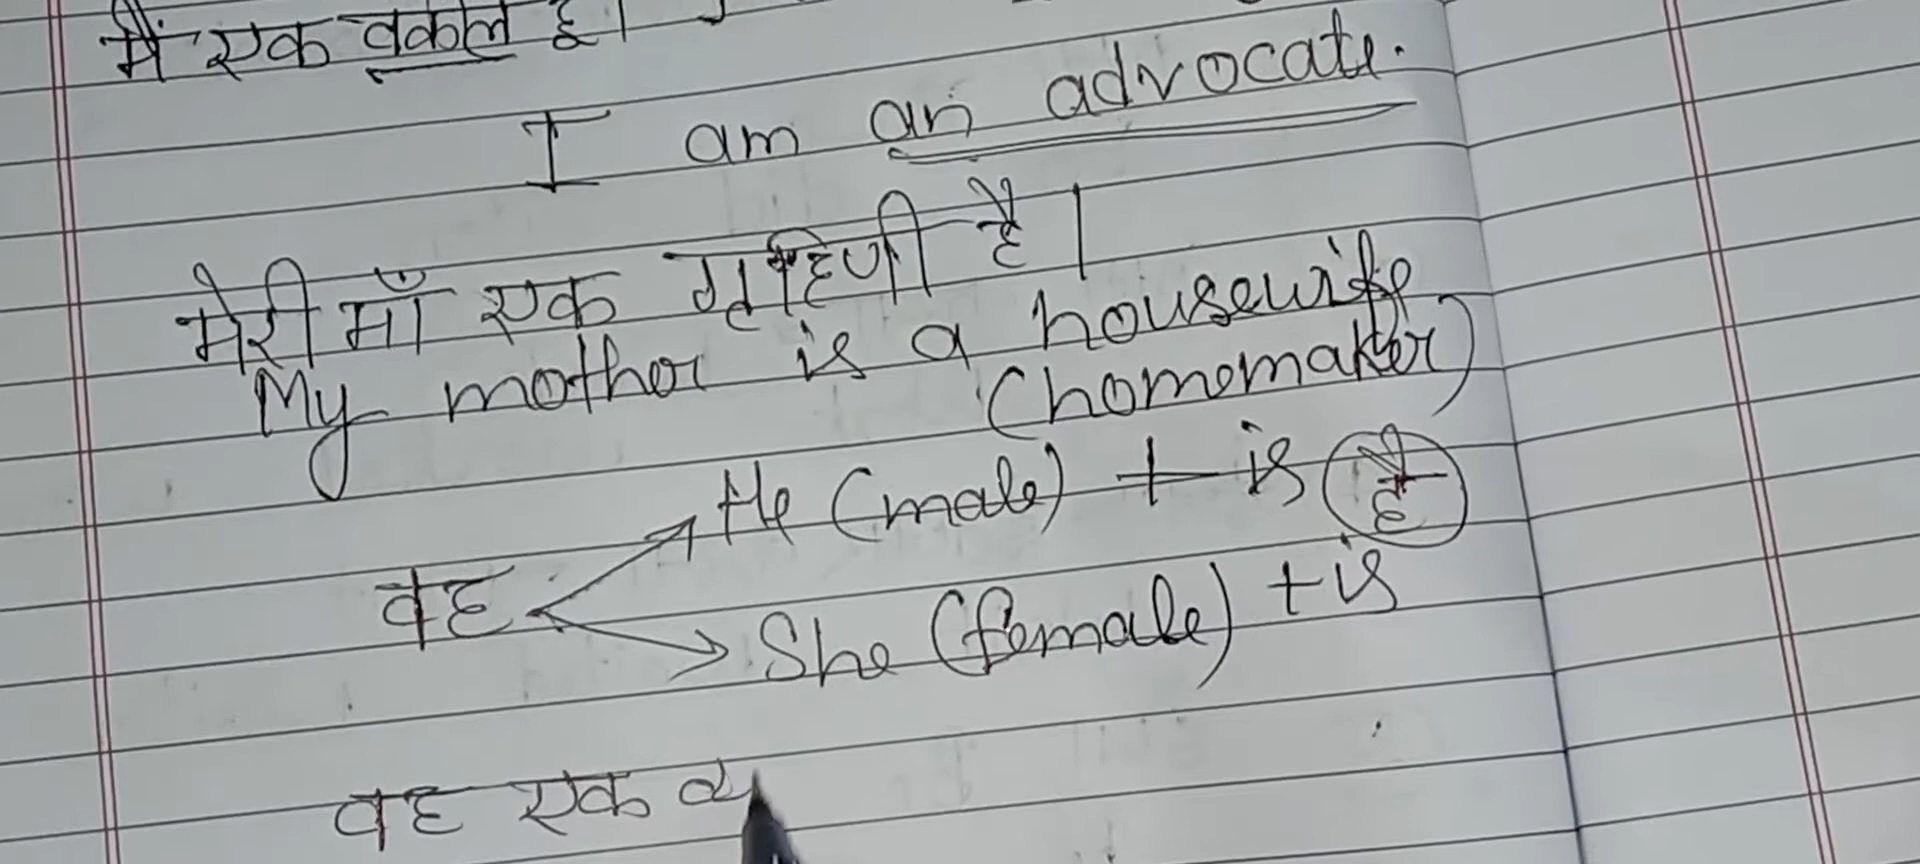 मैं एक वकील हूँ।
I am an advocate.
मेरी माँ एक गृहिणी है।
My mother is a housewife
(homemaker)
He (male) + is है
वह
She (female) + is
वह एक